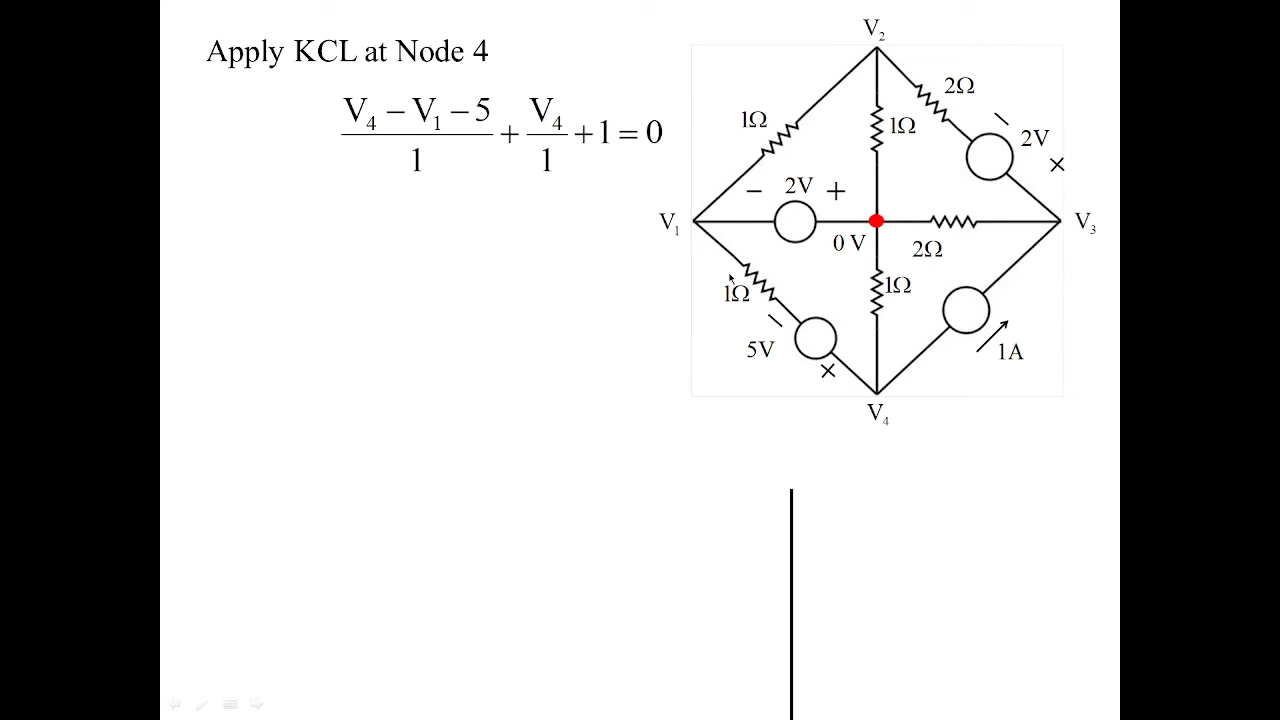 Apply KCL at Node 4
V₄ − V₁ − 5
1
+
V₄
1
+ 1 = 0
V₂
2Ω
1Ω
1Ω
−
2V
+
− 2V +
V₁
0 V
V₃
2Ω
1Ω
1Ω
−
5V
+
1A
V₄